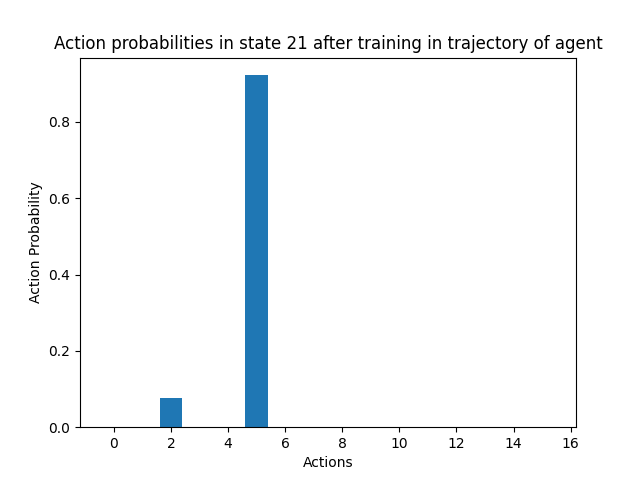 Action probabilities in state 21 after training in trajectory of agent
Action Probability
0.8
0.6
0.4
0.2
0.0
0 2 4 6 8 10 12 14 16
Actions